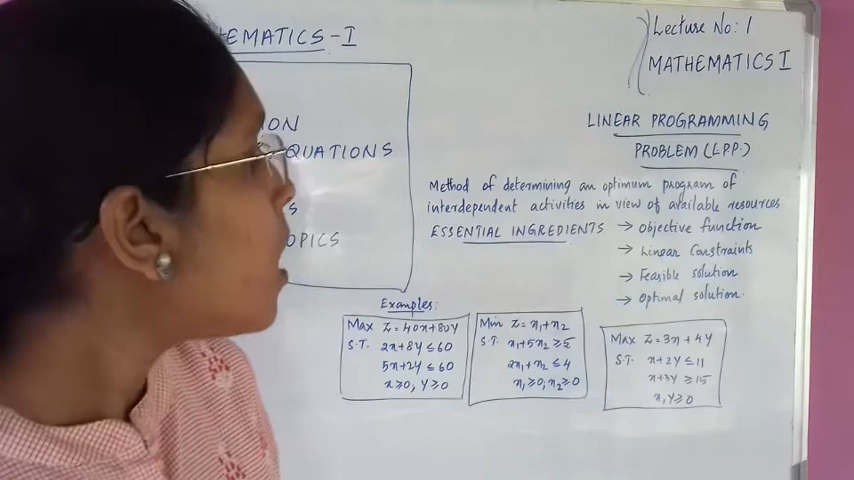 EMATICS - I
ION
QUATIONS
S
OPICS
Lecture No: 1
MATHEMATICS I
LINEAR PROGRAMMING
PROBLEM (LPP)
Method of determining an optimum program of
interdependent activities in view of available resources
ESSENTIAL INGREDIENTS → Objective function
→ Linear Constraints
→ Feasible solution
→ Optimal solution.
Examples:
Max Z = 40x + 80y
S.T. 2x + 8y ≤ 60
5x + 2y ≤ 60
x ≥ 0, y ≥ 0
Min Z = x₁ + x₂
S.T. x₁ + 5x₂ ≥ 5
2x₁ + x₂ ≤ 4
x₁ ≥ 0, x₂ ≥ 0
Max Z = 3x + 4y
S.T x + 2y ≤ 11
x + 3y ≥ 15
x, y ≥ 0